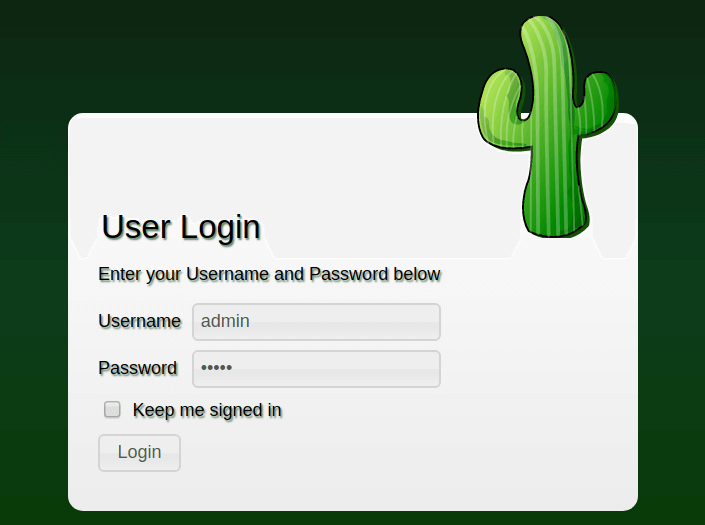 User Login
Enter your Username and Password below
Username admin
Password •••••
Keep me signed in
Login